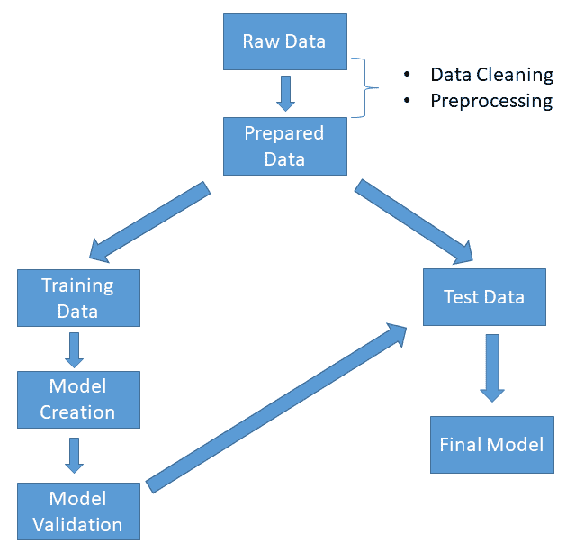 Raw Data
• Data Cleaning
• Preprocessing
Prepared
Data
Training
Data
Test Data
Model
Creation
Final Model
Model
Validation